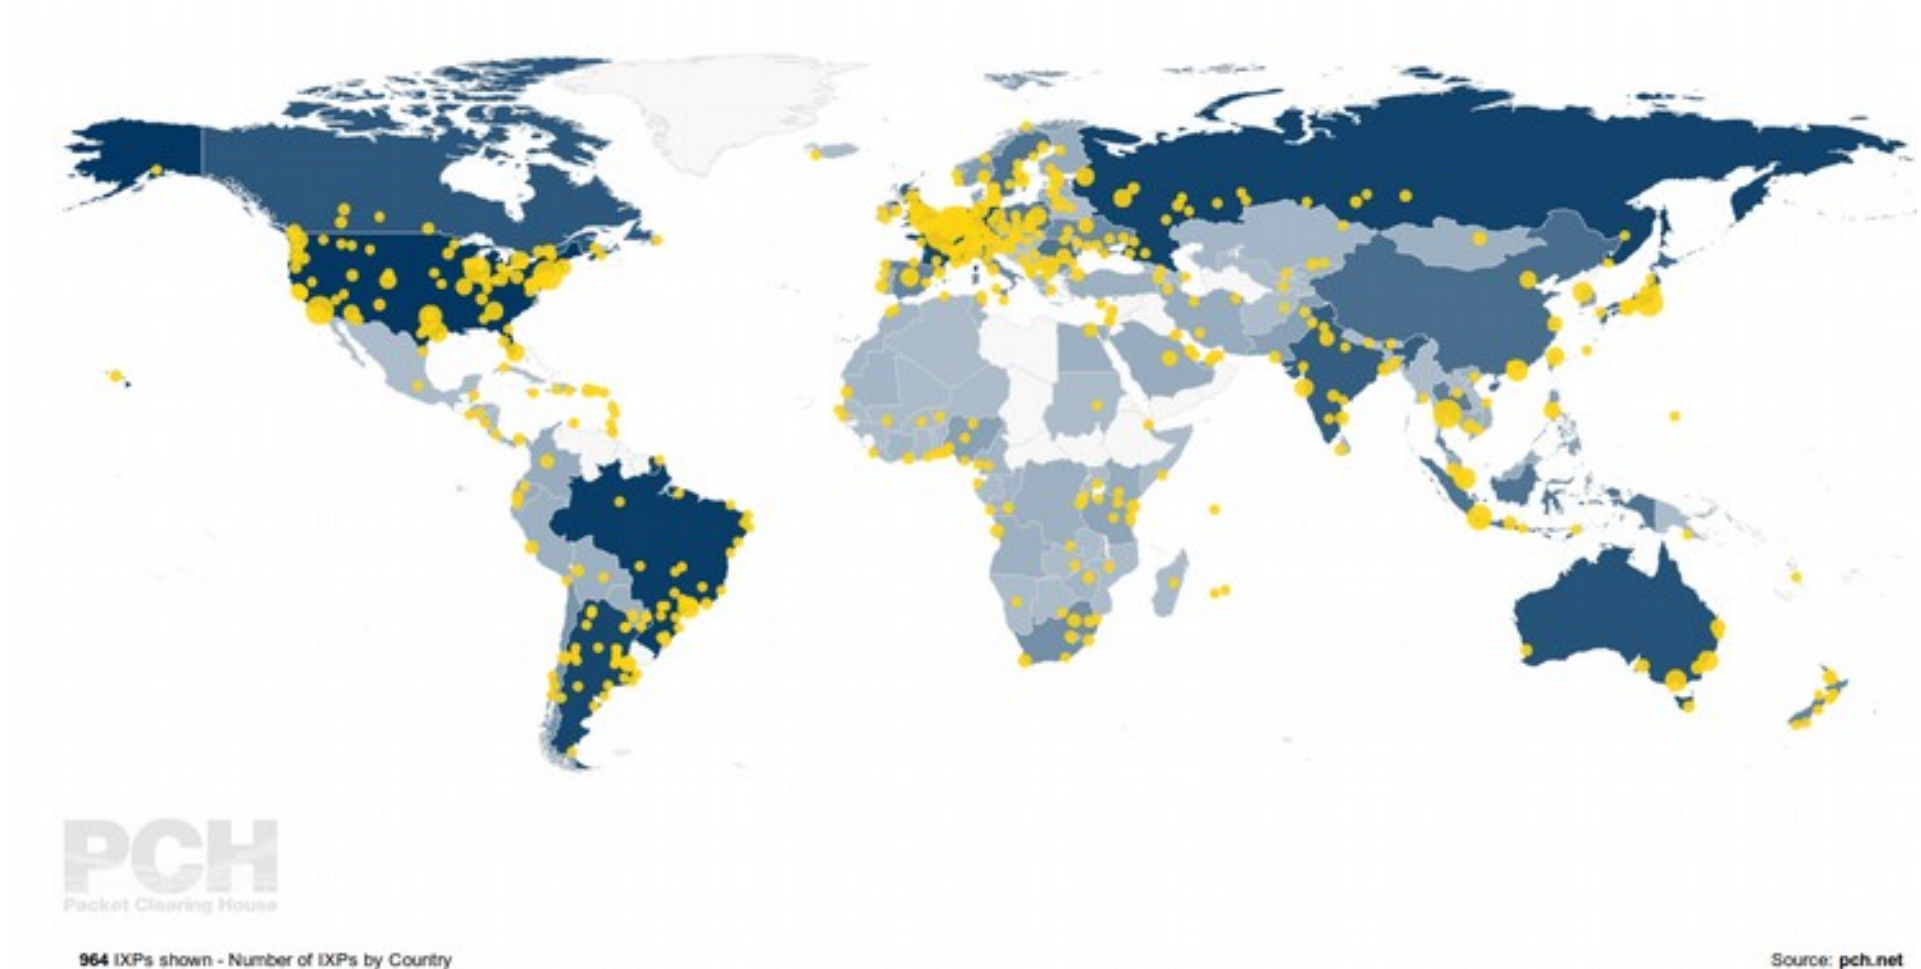 PCH
Packet Clearing House
964 IXPs shown - Number of IXPs by Country
Source: pch.net